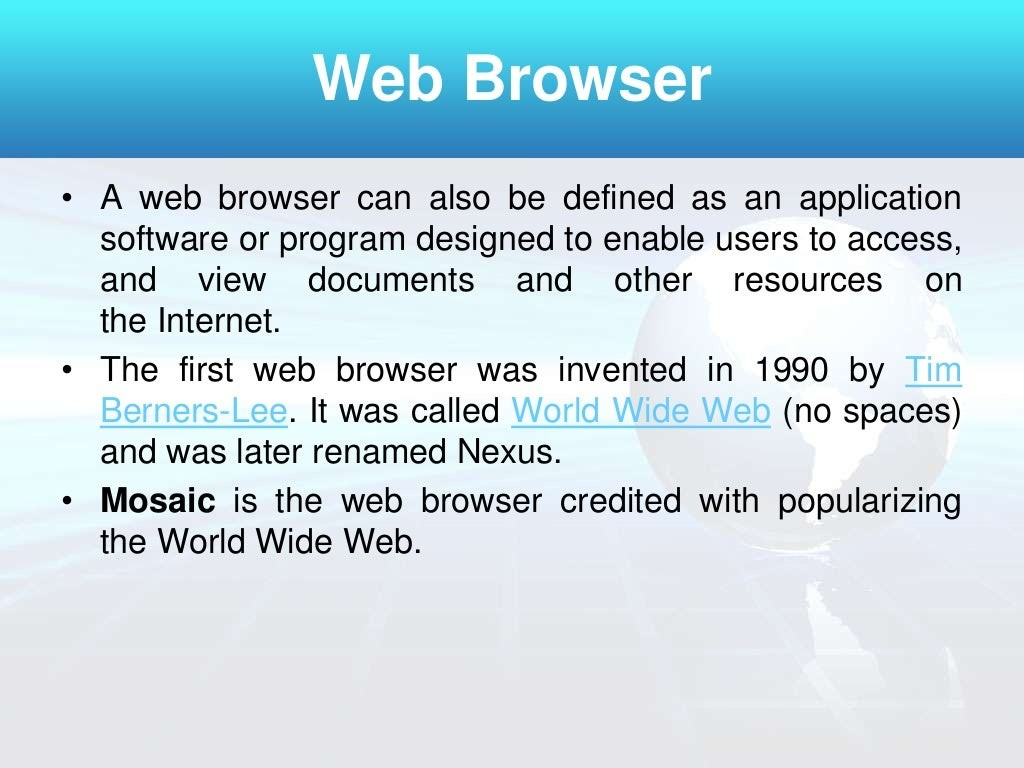 Web Browser
• A web browser can also be defined as an application
software or program designed to enable users to access,
and view documents and other resources on
the Internet.
• The first web browser was invented in 1990 by Tim
Berners-Lee. It was called World Wide Web (no spaces)
and was later renamed Nexus.
• Mosaic is the web browser credited with popularizing
the World Wide Web.